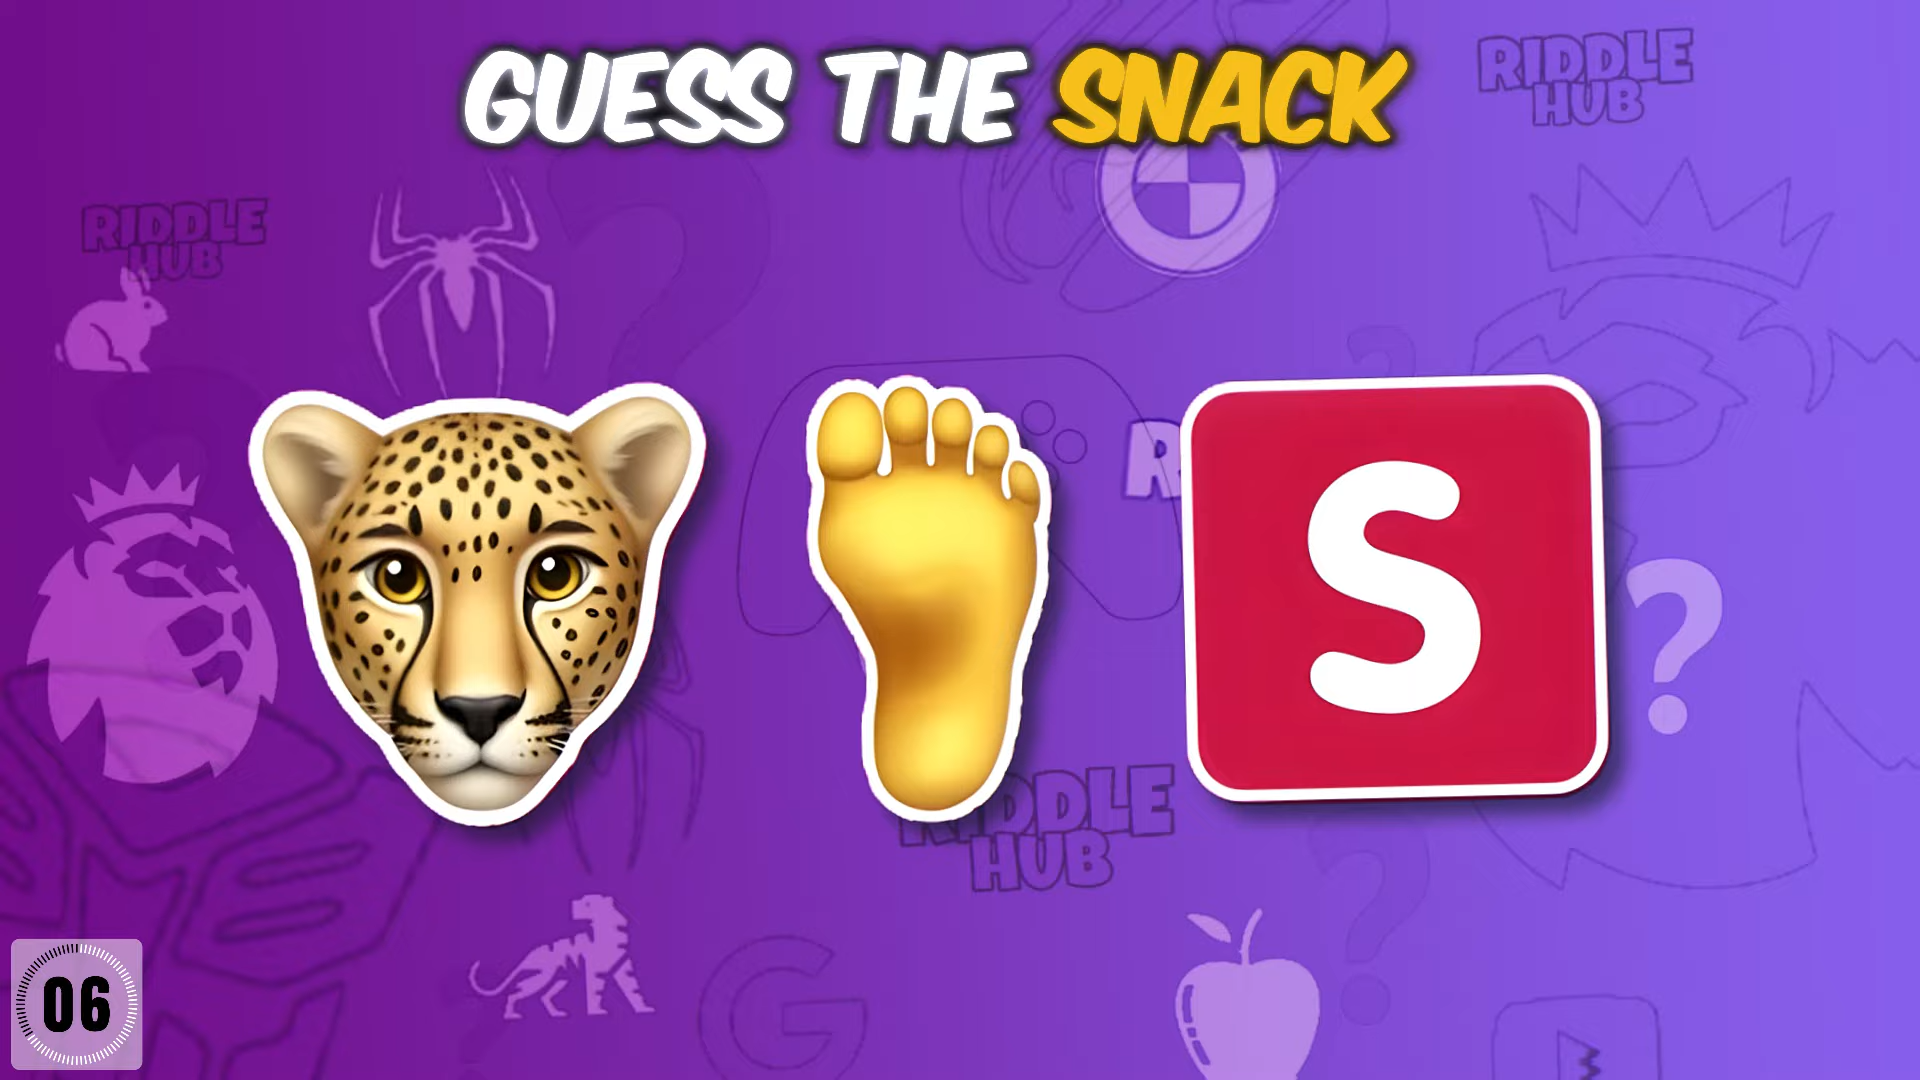 GUESS THE SNACK
RIDDLE
HUB
RIDDLE
HUB
R
S
?
RIDDLE
HUB
G
06